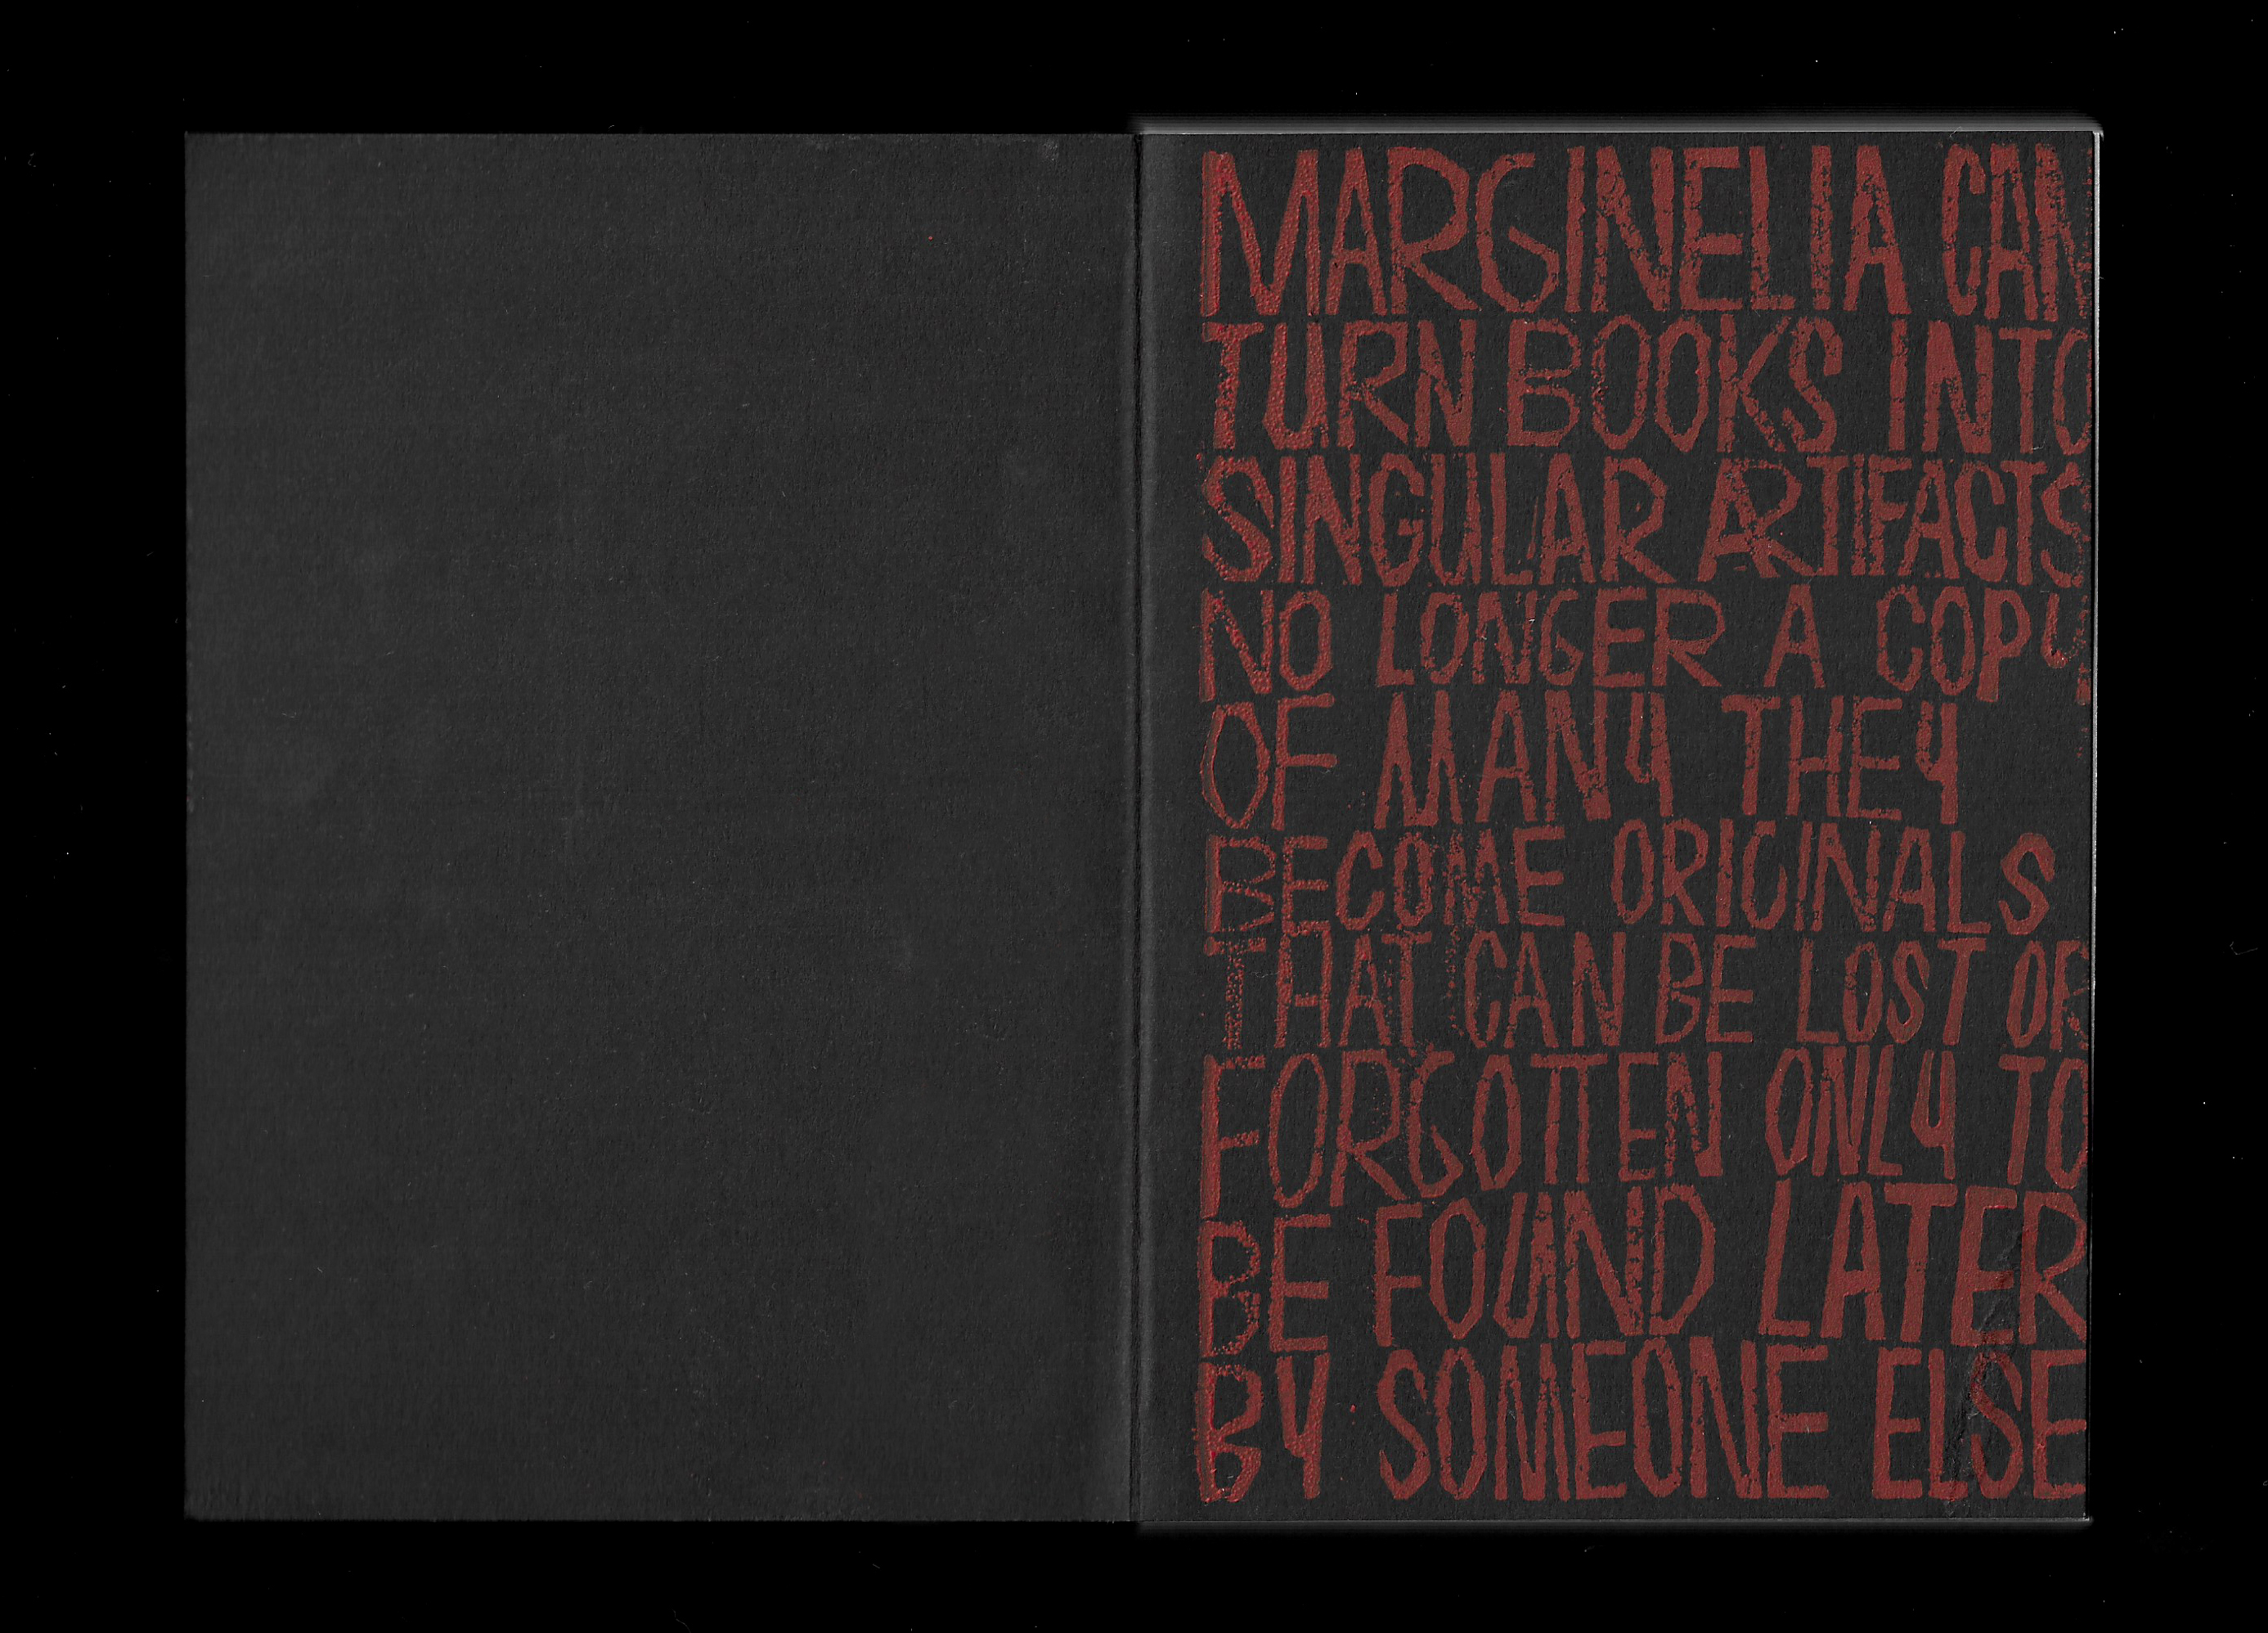 MARGINELIA CAN
TURN BOOKS INTO
SINGULAR ARTIFACTS
NO LONGER A COPY
OF MANY THEY
BECOME ORIGINALS
THAT CAN BE LOST OR
FORGOTTEN ONLY TO
BE FOUND LATER
BY SOMEONE ELSE